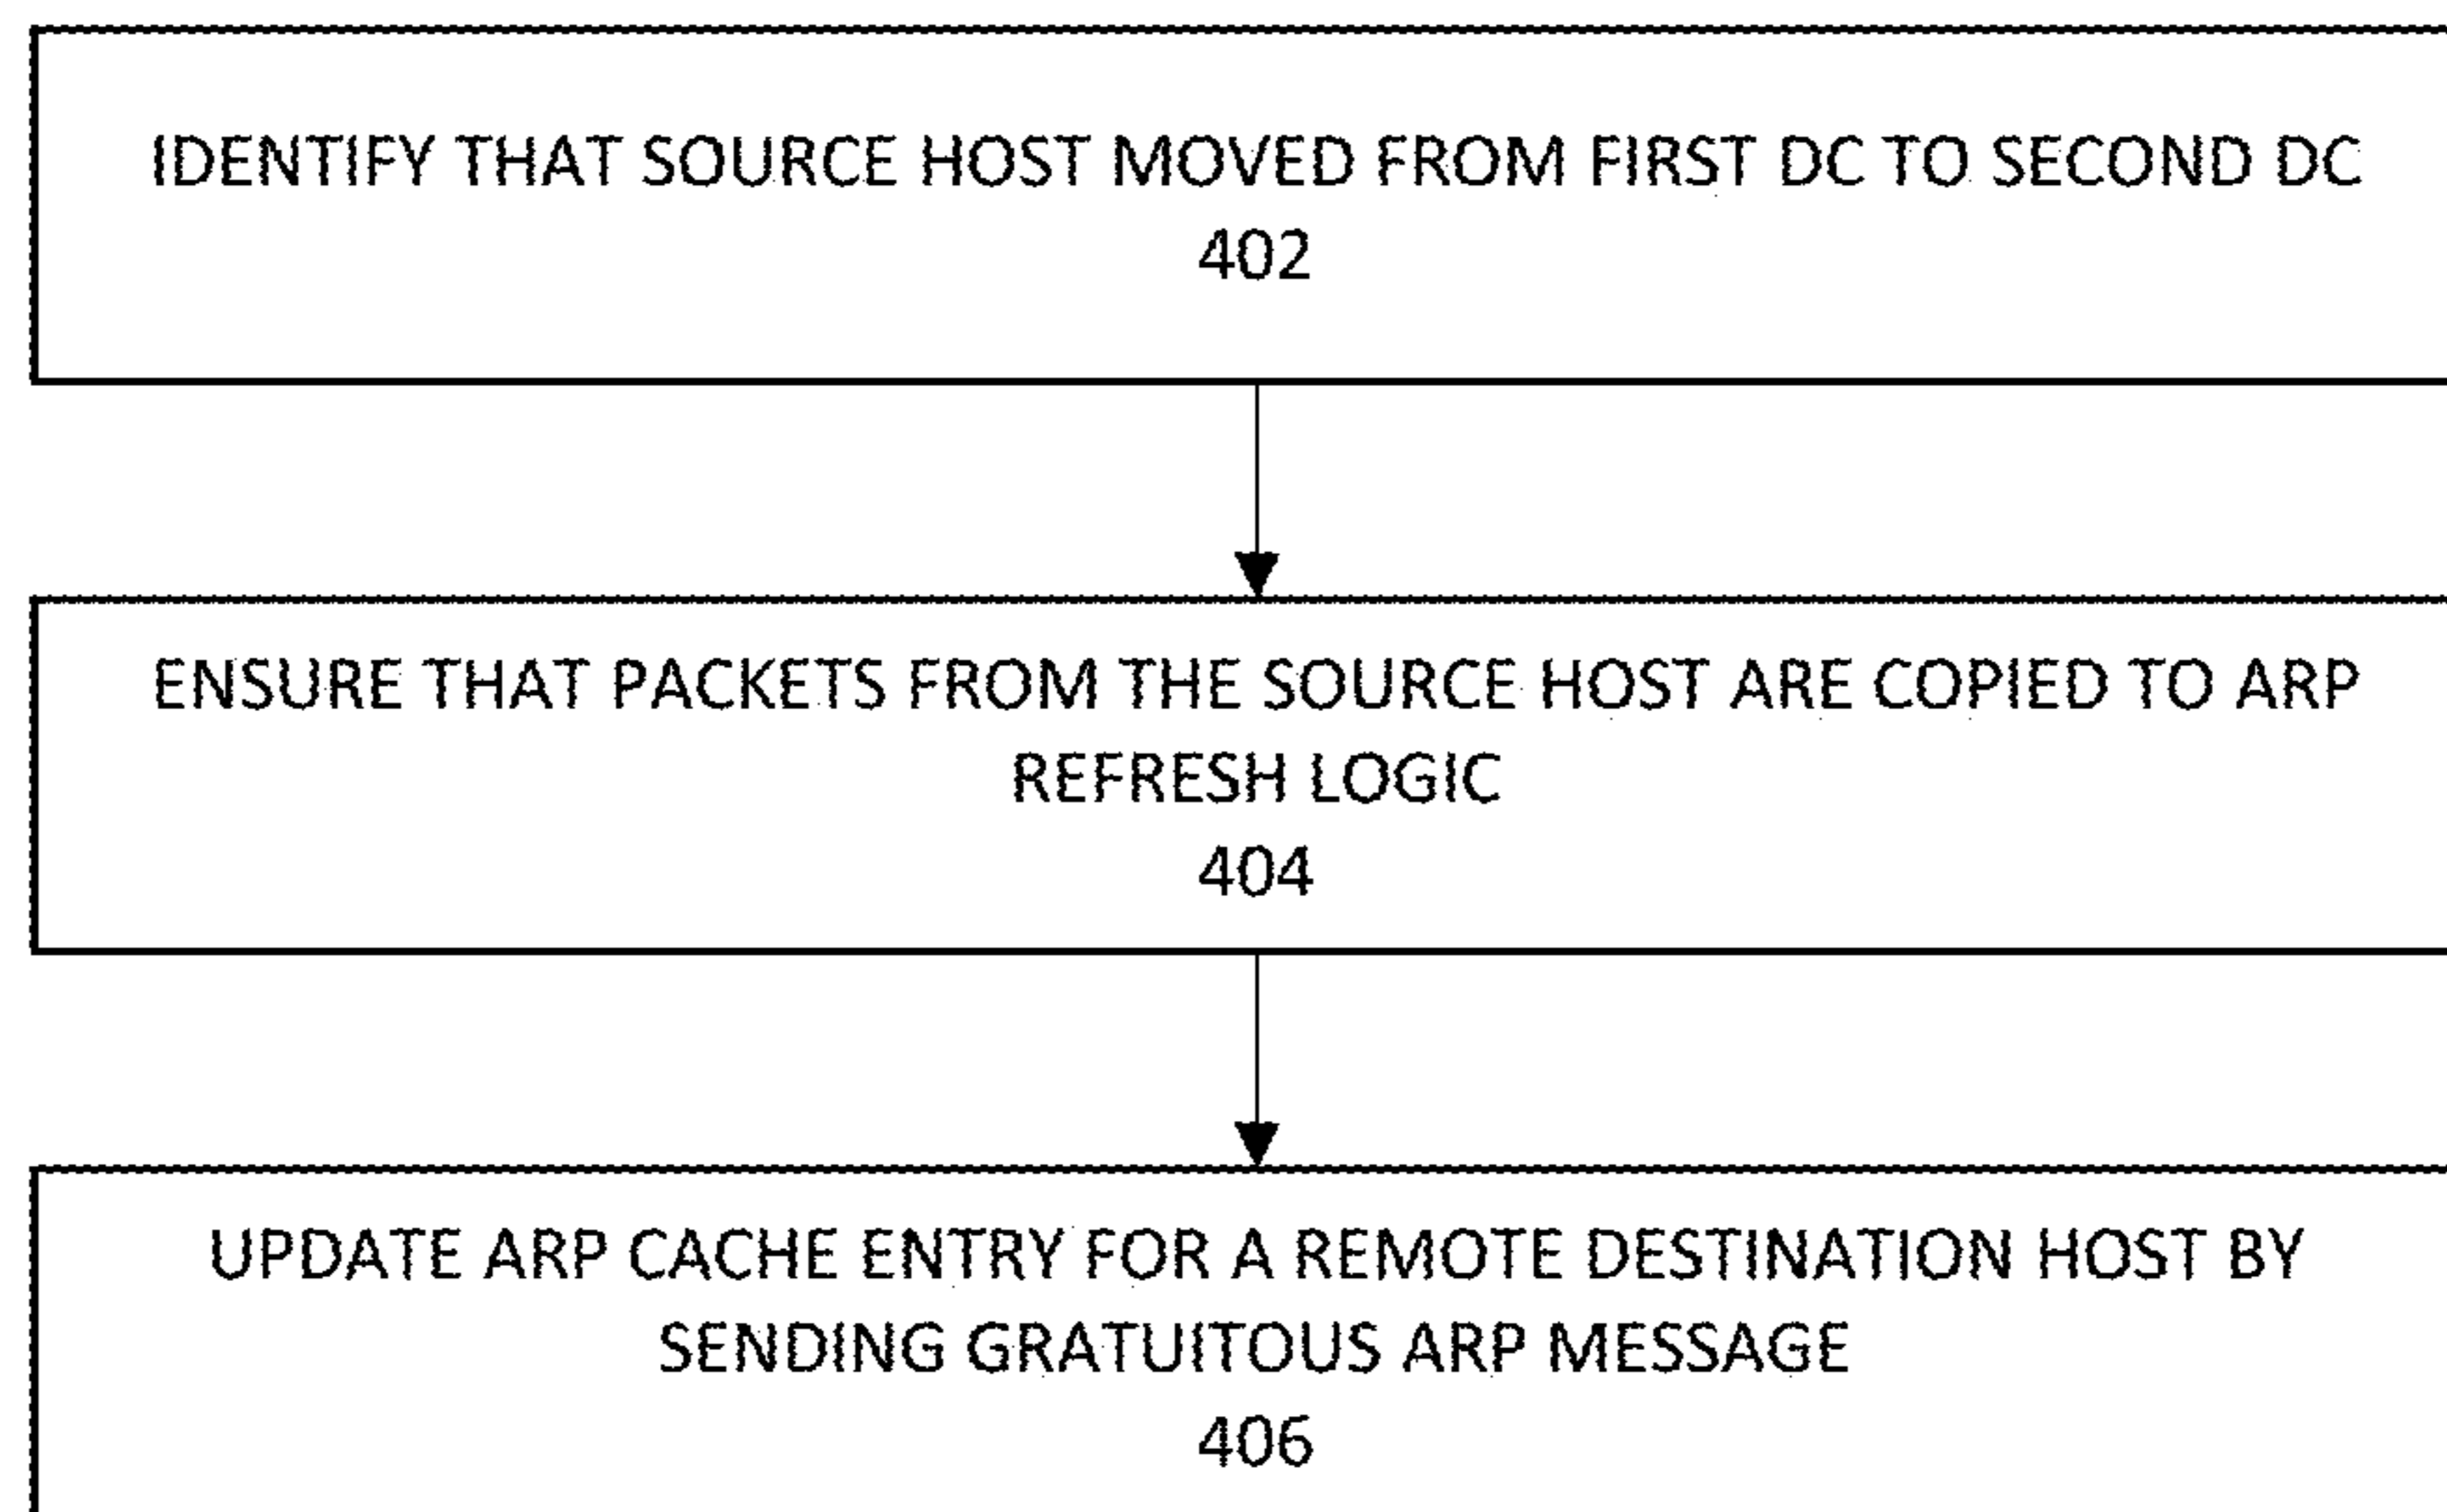 IDENTIFY THAT SOURCE HOST MOVED FROM FIRST DC TO SECOND DC
402
ENSURE THAT PACKETS FROM THE SOURCE HOST ARE COPIED TO ARP
REFRESH LOGIC
404
UPDATE ARP CACHE ENTRY FOR A REMOTE DESTINATION HOST BY
SENDING GRATUITOUS ARP MESSAGE
406